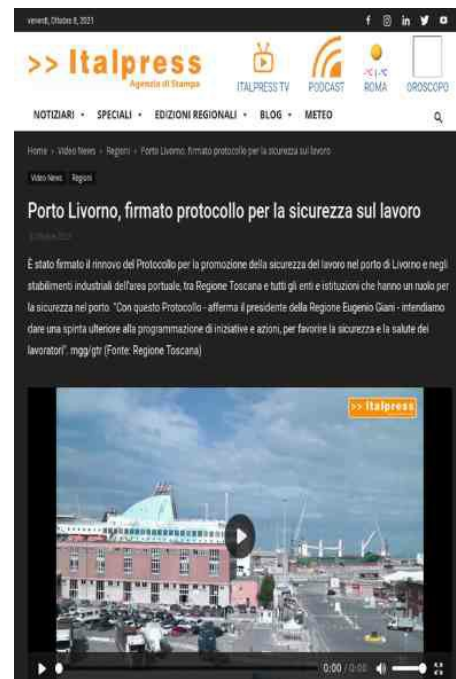 venerdì, Ottobre 8, 2021
>> Italpress
Agenzia di Stampa
ITALPRESS TV
PODCAST
ROMA
OROSCOPO
NOTIZIARI
SPECIALI
EDIZIONI REGIONALI
BLOG
METEO
Home › Video News › Regioni › Porto Livorno, firmato protocollo per la sicurezza sul lavoro
Video News
Regioni
Porto Livorno, firmato protocollo per la sicurezza sul lavoro
Ottobre 2021
È stato firmato il rinnovo del Protocollo per la promozione della sicurezza del lavoro nel porto di Livorno e negli
stabilimenti industriali dell'area portuale, tra Regione Toscana e tutti gli enti e istituzioni che hanno un ruolo per
la sicurezza nel porto. "Con questo Protocollo - afferma il presidente della Regione Eugenio Giani - intendiamo
dare una spinta ulteriore alla programmazione di iniziative e azioni, per favorire la sicurezza e la salute dei
lavoratori". mgg/gtr (Fonte: Regione Toscana)
>> Italpress
0:00 / 0:00